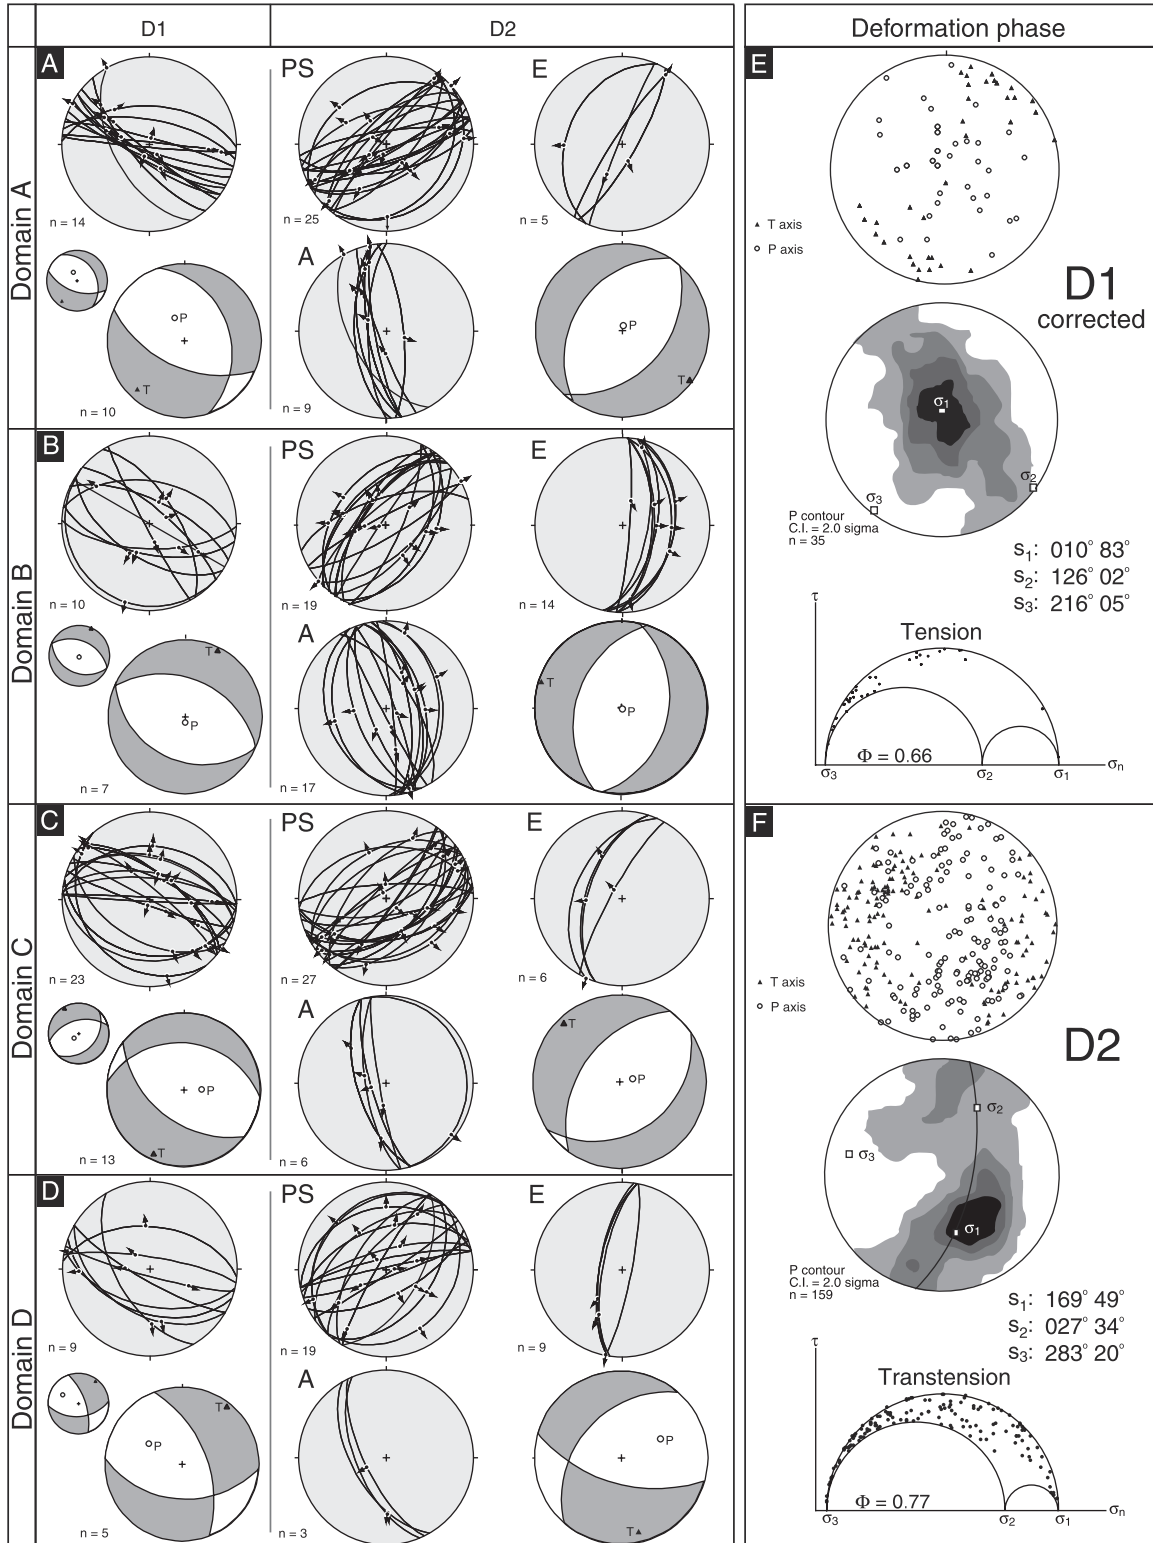 D1
D2
Deformation phase
Domain A
A
n = 14
PS
n = 25
E
n = 5
P
T
n = 10
A
n = 9
P
T
Domain B
B
n = 10
PS
n = 19
E
n = 14
T
P
n = 7
A
n = 17
T
P
Domain C
C
n = 23
PS
n = 27
E
n = 6
P
T
n = 13
A
n = 6
T
P
Domain D
D
n = 9
PS
n = 19
E
n = 9
T
P
n = 5
A
n = 3
P
T
E
T axis
P axis
D1
corrected
σ1
σ2
σ3
P contour
C.I. = 2.0 sigma
n = 35
s1: 010° 83°
s2: 126° 02°
s3: 216° 05°
τ
Tension
Φ = 0.66
σ3 σ2 σ1 σn
F
T axis
P axis
D2
σ2
σ3
σ1
P contour
C.I. = 2.0 sigma
n = 159
s1: 169° 49°
s2: 027° 34°
s3: 283° 20°
τ
Transtension
Φ = 0.77
σ3 σ2 σ1 σn